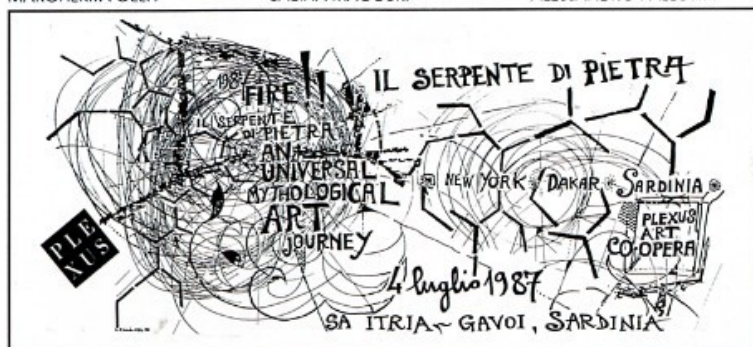 1987 FIRE!!
IL SERPENTE
DI PIETRA
AN
UNIVERSAL
MYTHOLOGICAL
ART
JOURNEY
IL SERPENTE DI PIETRA
NEW YORK DAKAR SARDINIA
PLEXUS
ART
CO-OPERA
PLE
XUS
4 luglio 1987
SA ITRIA ~ GAVOI, SARDINIA